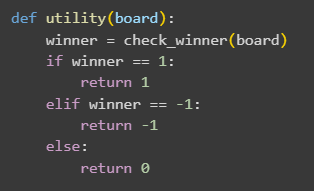 def utility(board):
    winner = check_winner(board)
    if winner == 1:
        return 1
    elif winner == -1:
        return -1
    else:
        return 0